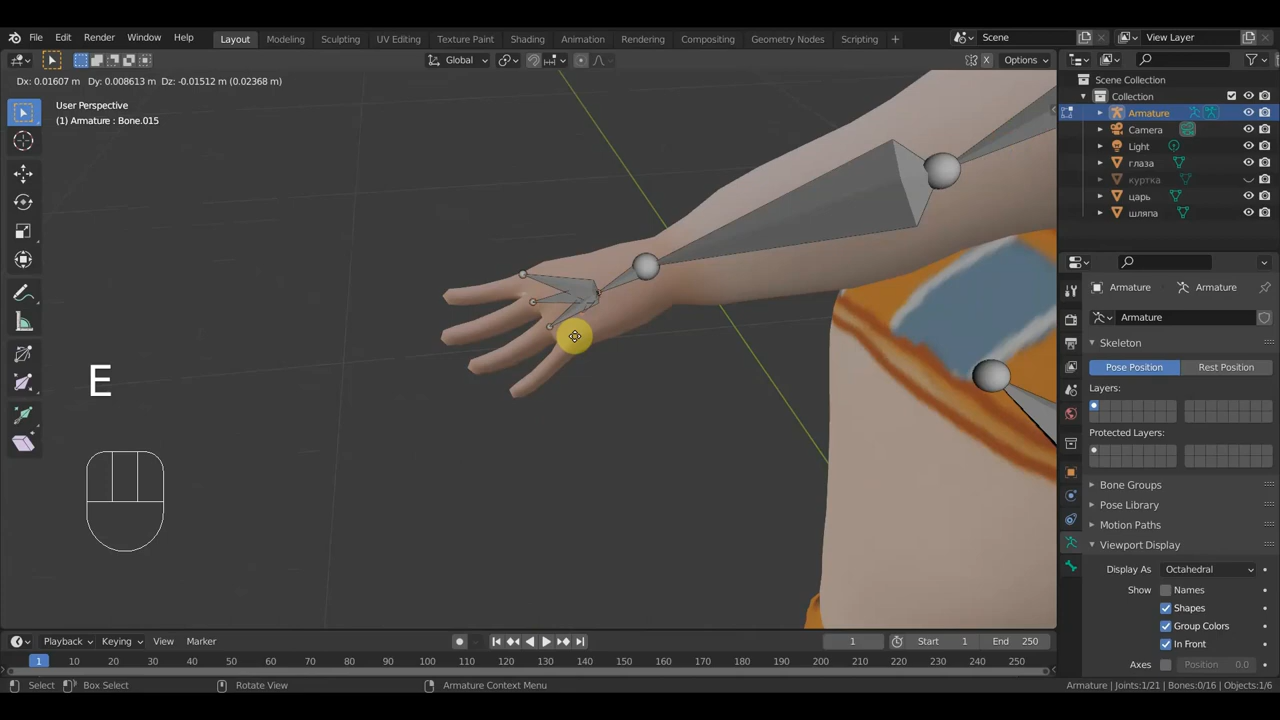 File Edit Render Window Help
Layout Modeling Sculpting UV Editing Texture Paint Shading Animation Rendering Compositing Geometry Nodes Scripting +
Scene
View Layer
Global
X
Options
Dx: 0.01607 m Dy: 0.008613 m Dz: -0.01512 m (0.02368 m)
User Perspective
(1) Armature : Bone.015
E
Scene Collection
Collection
Armature
Camera
Light
глаза
куртка
царь
шляпа
Armature
Armature
Armature
Skeleton
Pose Position
Rest Position
Layers:
Protected Layers:
Bone Groups
Pose Library
Motion Paths
Viewport Display
Display As Octahedral
Show Names
Shapes
Group Colors
In Front
Axes Position 0.0
Playback Keying View Marker
1
Start 1
End 250
1 10 20 30 40 50 60 70 80 90 100 110 120 130 140 150 160 170 180 190 200 210 220 230 240 250
Select Box Select Rotate View Armature Context Menu
Armature | Joints:1/21 | Bones:0/16 | Objects:1/6